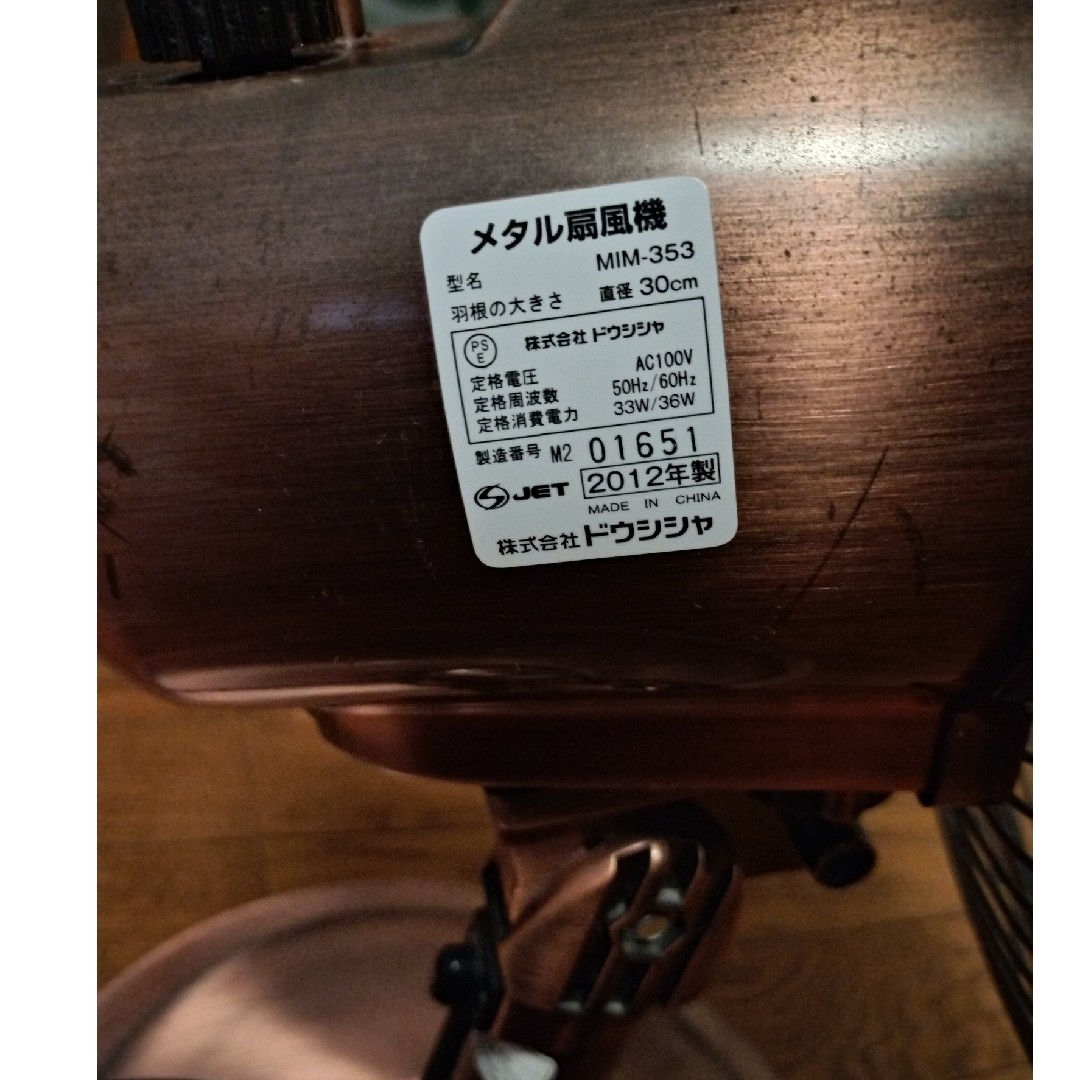 メタル扇風機
型名 MIM-353
羽根の大きさ 直径 30cm
PS E 株式会社 ドウシシャ
定格電圧 AC100V
定格周波数 50Hz/60Hz
定格消費電力 33W/36W
製造番号 M2 01651
JET 2012年製
MADE IN CHINA
株式会社ドウシシャ